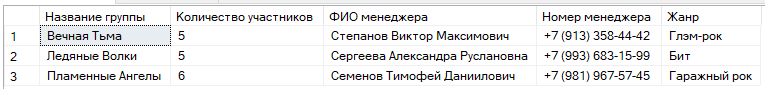 Название группы Количество участников ФИО менеджера Номер менеджера Жанр
1 Вечная Тьма 5 Степанов Виктор Максимович +7 (913) 358-44-42 Глэм-рок
2 Ледяные Волки 5 Сергеева Александра Руслановна +7 (993) 683-15-99 Бит
3 Пламенные Ангелы 6 Семенов Тимофей Даниилович +7 (981) 967-57-45 Гаражный рок